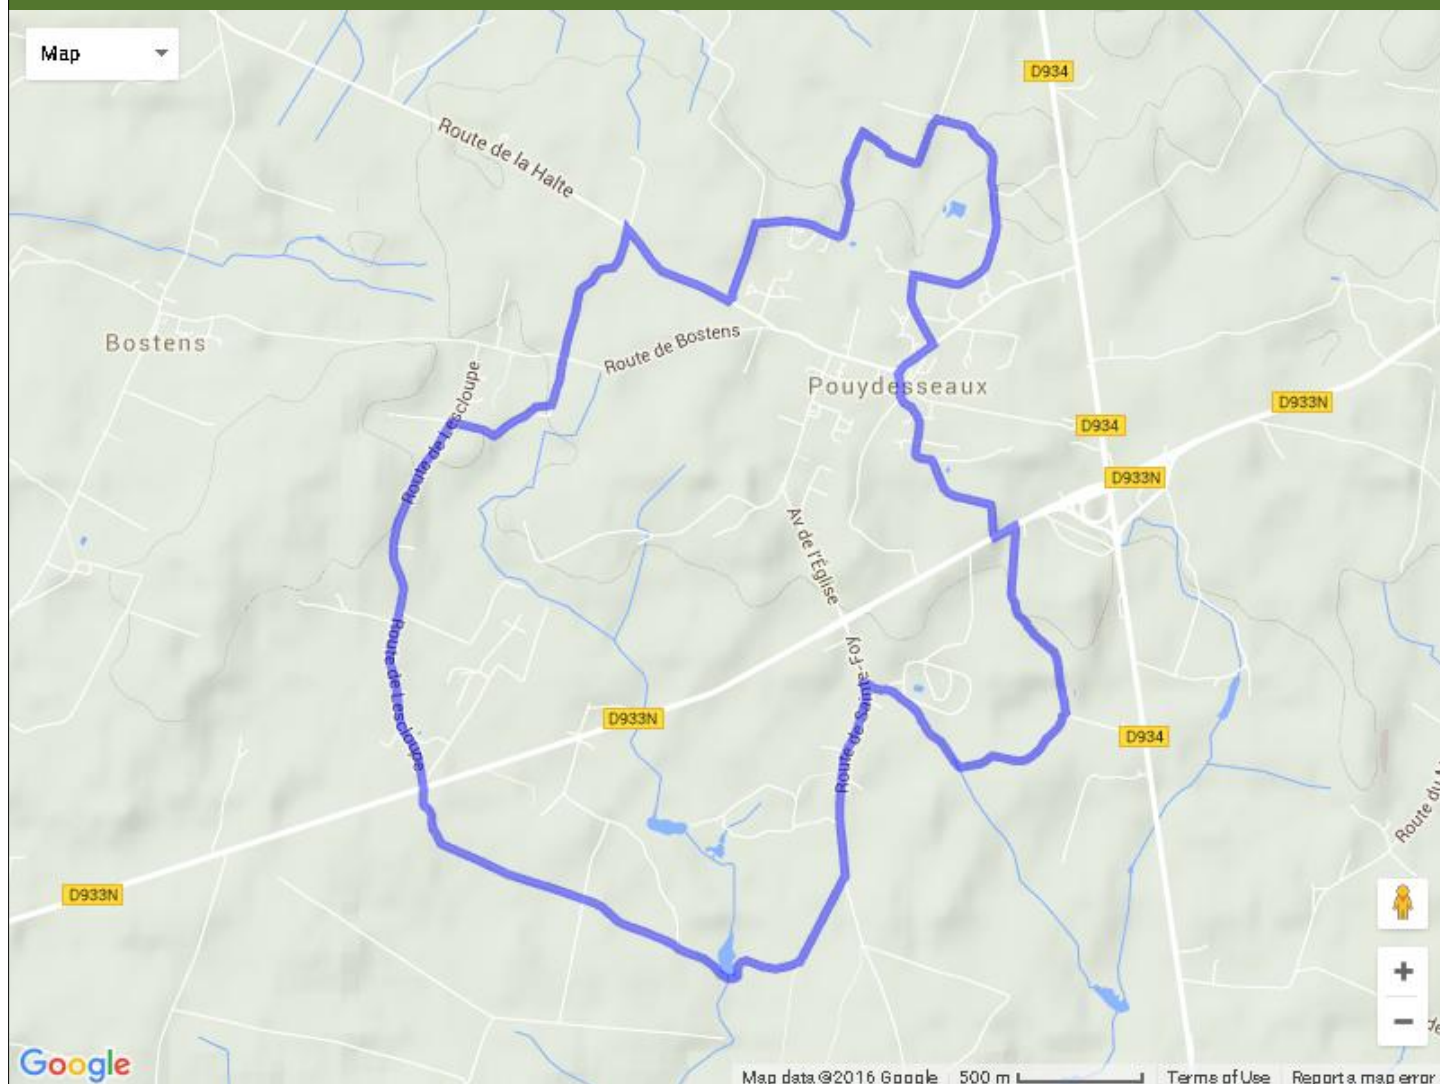 Map
D934
Route de la Halte
Bostens
Route de Bostens
Route de Lescloupe
Pouydesseaux
D933N
D934
D933N
Av de l'Église
Route de Lescloupe
Route de Sainte-Foy
D933N
D934
Route du
D933N
Google
Map data ©2016 Google
500 m
Terms of Use
Report a map error